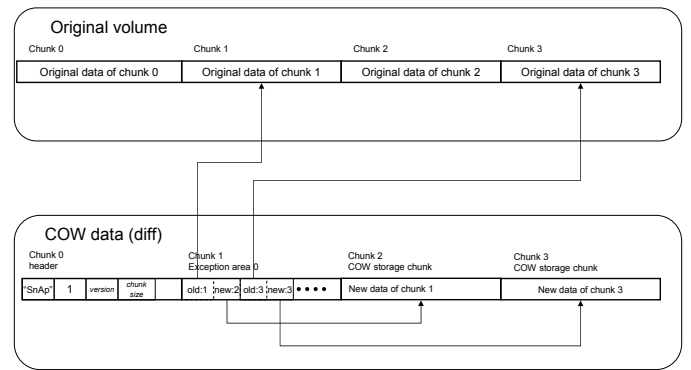 Original volume
Chunk 0 Chunk 1 Chunk 2 Chunk 3
Original data of chunk 0 Original data of chunk 1 Original data of chunk 2 Original data of chunk 3
COW data (diff)
Chunk 0 Chunk 1 Chunk 2 Chunk 3
header Exception area 0 COW storage chunk COW storage chunk
"SnAp" 1 version chunk size old:1 new:2 old:3 new:3 • • • • New data of chunk 1 New data of chunk 3